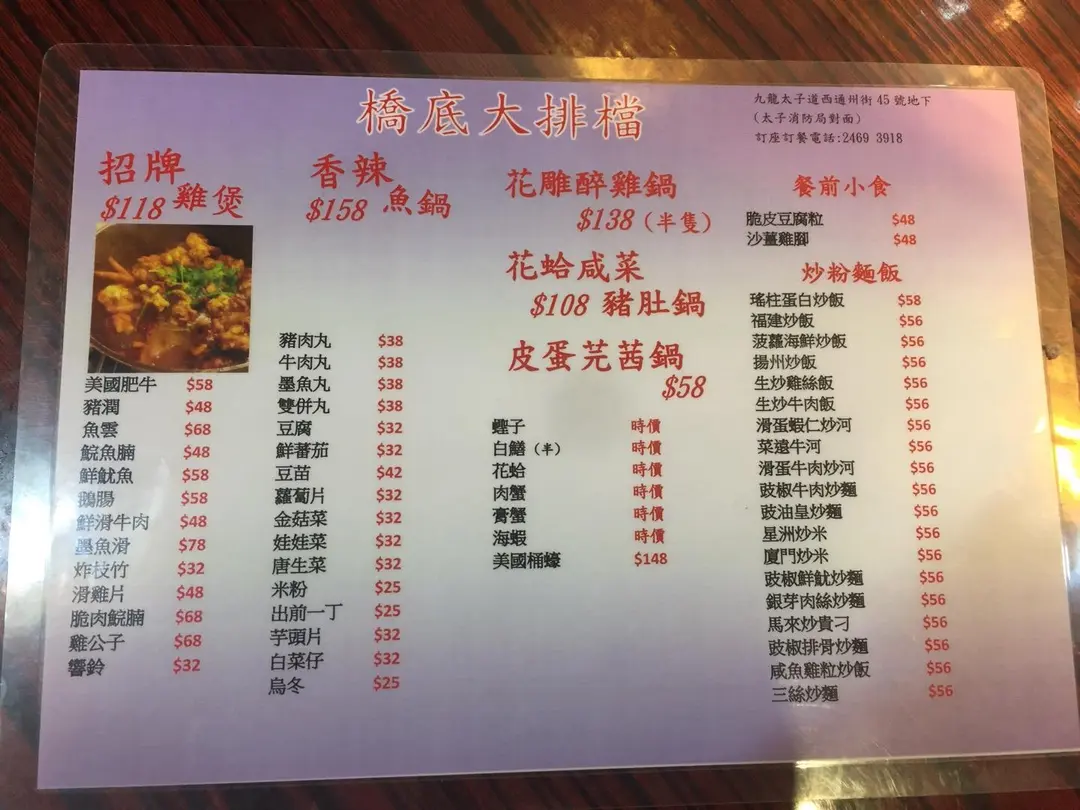 橋底大排檔
九龍太子道西通州街 45 號地下
(太子消防局對面)
訂座訂餐電話:2469 3918
招牌
$118 雞煲
美國肥牛 $58
豬潤 $48
魚雲 $68
鯇魚腩 $48
鮮魷魚 $58
鵝腸 $58
鮮滑牛肉 $48
墨魚滑 $78
炸枝竹 $32
滑雞片 $48
脆肉鯇腩 $68
雞公子 $68
響鈴 $32
香辣
$158 魚鍋
豬肉丸 $38
牛肉丸 $38
墨魚丸 $38
雙併丸 $38
豆腐 $32
鮮蕃茄 $32
豆苗 $42
蘿蔔片 $32
金菇菜 $32
娃娃菜 $32
唐生菜 $32
米粉 $25
出前一丁 $25
芋頭片 $32
白菜仔 $32
烏冬 $25
花雕醉雞鍋
$138 (半隻)
花蛤咸菜
$108 豬肚鍋
皮蛋芫茜鍋
$58
蟶子 時價
白鱔 (半) 時價
花蛤 時價
肉蟹 時價
膏蟹 時價
海蝦 時價
美國桶蠔 $148
餐前小食
脆皮豆腐粒 $48
沙薑雞腳 $48
炒粉麵飯
瑤柱蛋白炒飯 $58
福建炒飯 $56
菠蘿海鮮炒飯 $56
揚州炒飯 $56
生炒雞絲飯 $56
生炒牛肉飯 $56
滑蛋蝦仁炒河 $56
菜遠牛河 $56
滑蛋牛肉炒河 $56
豉椒牛肉炒麵 $56
豉油皇炒麵 $56
星洲炒米 $56
廈門炒米 $56
豉椒鮮魷炒麵 $56
銀芽肉絲炒麵 $56
馬來炒貴刁 $56
豉椒排骨炒麵 $56
咸魚雞粒炒飯 $56
三絲炒麵 $56